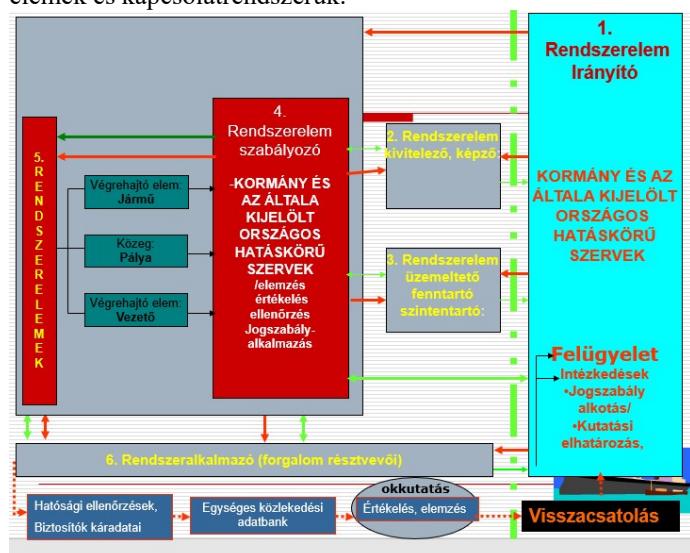 elemek és kapcsolatrendszerük:
1.
Rendszerelem
Irányító
KORMÁNY ÉS AZ
ÁLTALA KIJELÖLT
ORSZÁGOS
HATÁSKÖRŰ
SZERVEK
Felügyelet
Intézkedések
•Jogszabály
alkotás/
•Kutatási
elhatározás,
2. Rendszerelem
kivitelező, képző:
3. Rendszerelem
üzemeltető
fenntartó
szintentartó:
4.
Rendszerelem
szabályozó
-KORMÁNY ÉS
AZ ÁLTALA
KIJELÖLT
ORSZÁGOS
HATÁSKÖRŰ
SZERVEK
/elemzés
értékelés
ellenőrzés
Jogszabály-
alkalmazás
5.
R
E
N
D
S
Z
E
R
E
L
E
M
E
K
Végrehajtó elem:
Jármű
Közeg:
Pálya
Végrehajtó elem:
Vezető
6. Rendszeralkalmazó (forgalom résztvevői)
Hatósági ellenőrzések,
Biztosítók káradatai
Egységes közlekedési
adatbank
okkutatás
Értékelés, elemzés
Visszacsatolás